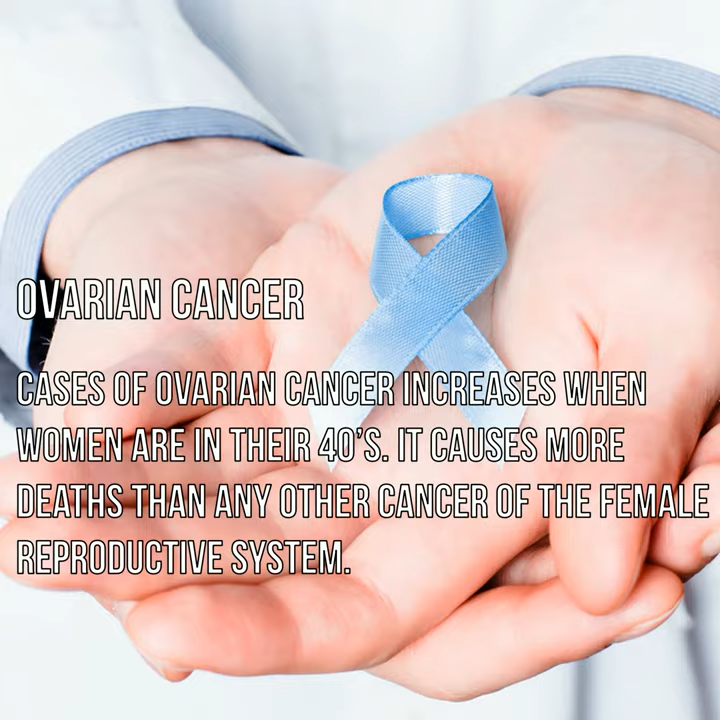 OVARIAN CANCER
CASES OF OVARIAN CANCER INCREASES WHEN
WOMEN ARE IN THEIR 40'S. IT CAUSES MORE
DEATHS THAN ANY OTHER CANCER OF THE FEMALE
REPRODUCTIVE SYSTEM.